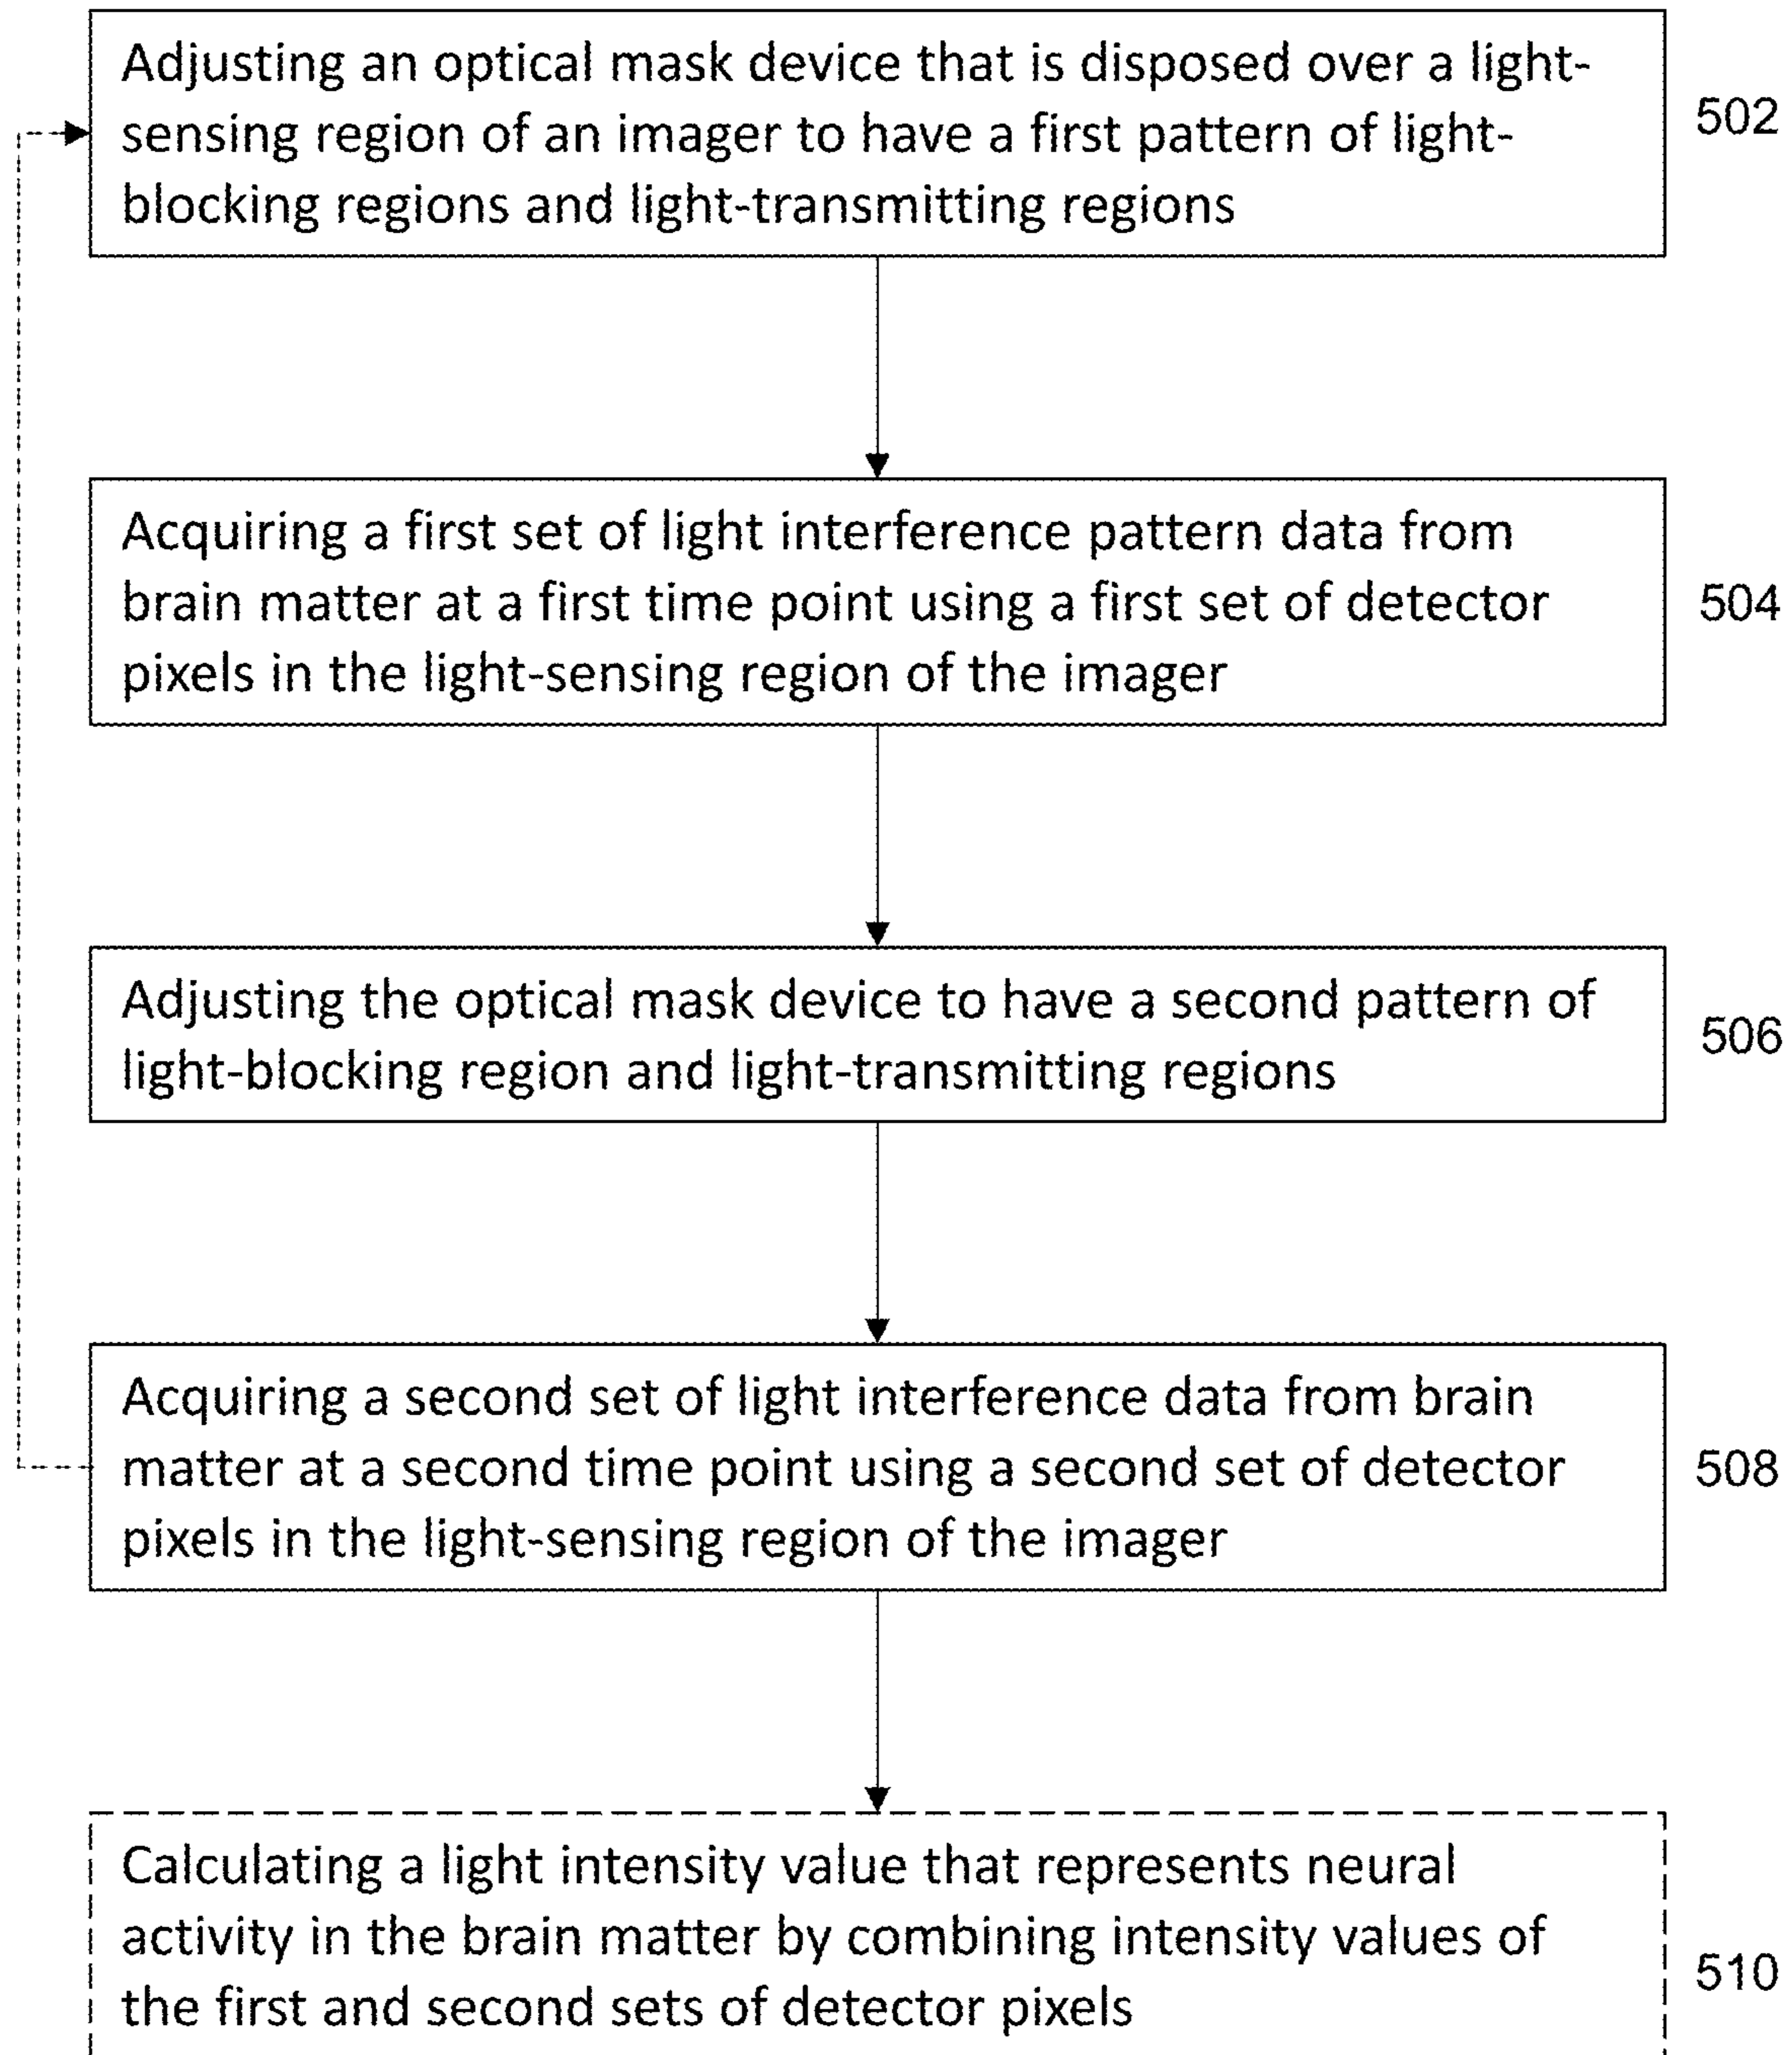 Adjusting an optical mask device that is disposed over a light-
sensing region of an imager to have a first pattern of light-
blocking regions and light-transmitting regions
502
Acquiring a first set of light interference pattern data from
brain matter at a first time point using a first set of detector
pixels in the light-sensing region of the imager
504
Adjusting the optical mask device to have a second pattern of
light-blocking region and light-transmitting regions
506
Acquiring a second set of light interference data from brain
matter at a second time point using a second set of detector
pixels in the light-sensing region of the imager
508
Calculating a light intensity value that represents neural
activity in the brain matter by combining intensity values of
the first and second sets of detector pixels
510